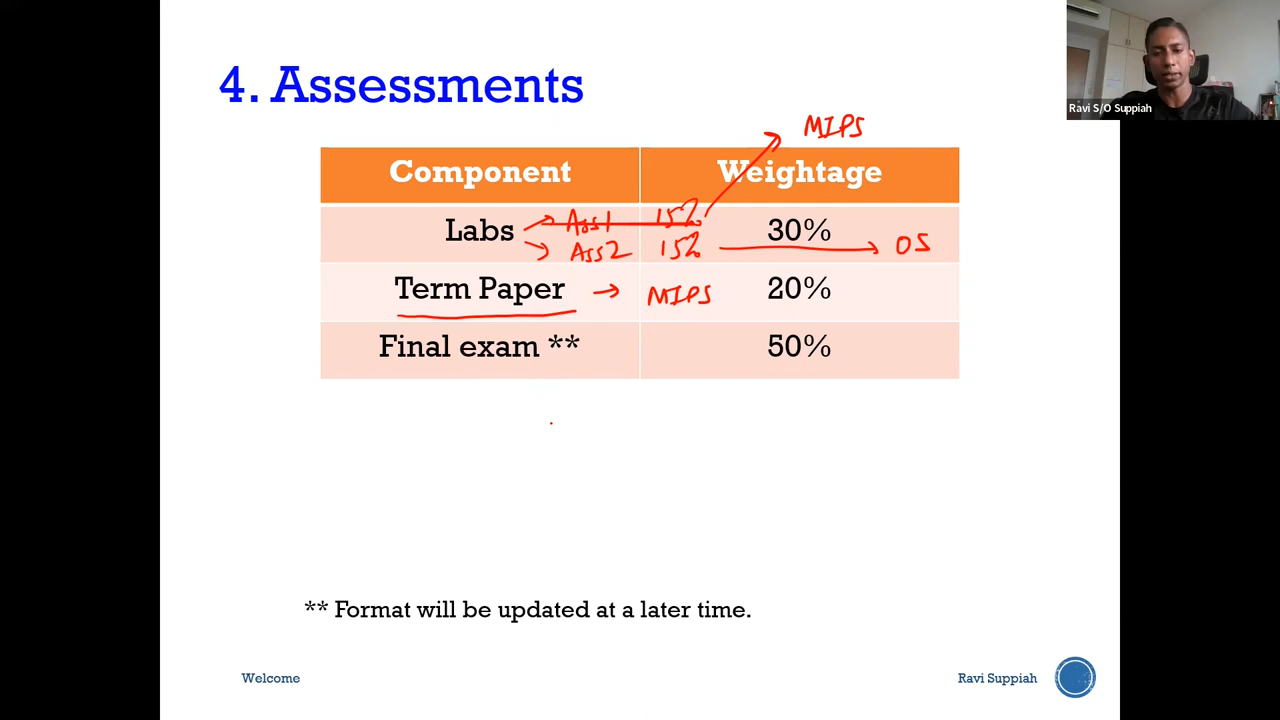 4. Assessments
Ravi S/O Suppiah
MIPS
Component Weightage
Labs Ass1 15% 30%
Ass2 15% OS
Term Paper MIPS 20%
Final exam ** 50%
** Format will be updated at a later time.
Welcome Ravi Suppiah